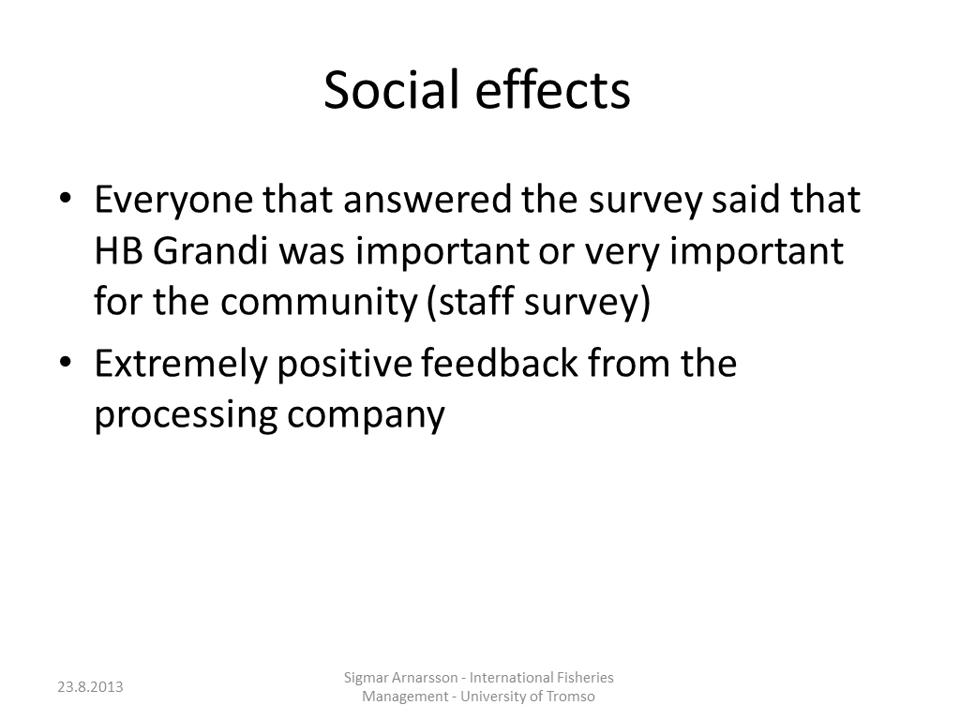 Social effects
• Everyone that answered the survey said that
HB Grandi was important or very important
for the community (staff survey)
• Extremely positive feedback from the
processing company
23.8.2013
Sigmar Arnarsson - International Fisheries
Management - University of Tromso